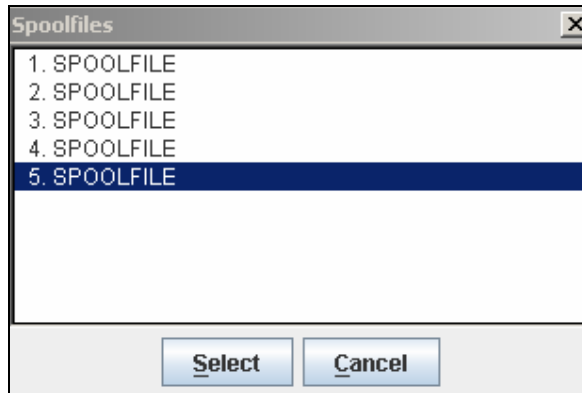 Spoolfiles
1. SPOOLFILE
2. SPOOLFILE
3. SPOOLFILE
4. SPOOLFILE
5. SPOOLFILE
Select Cancel